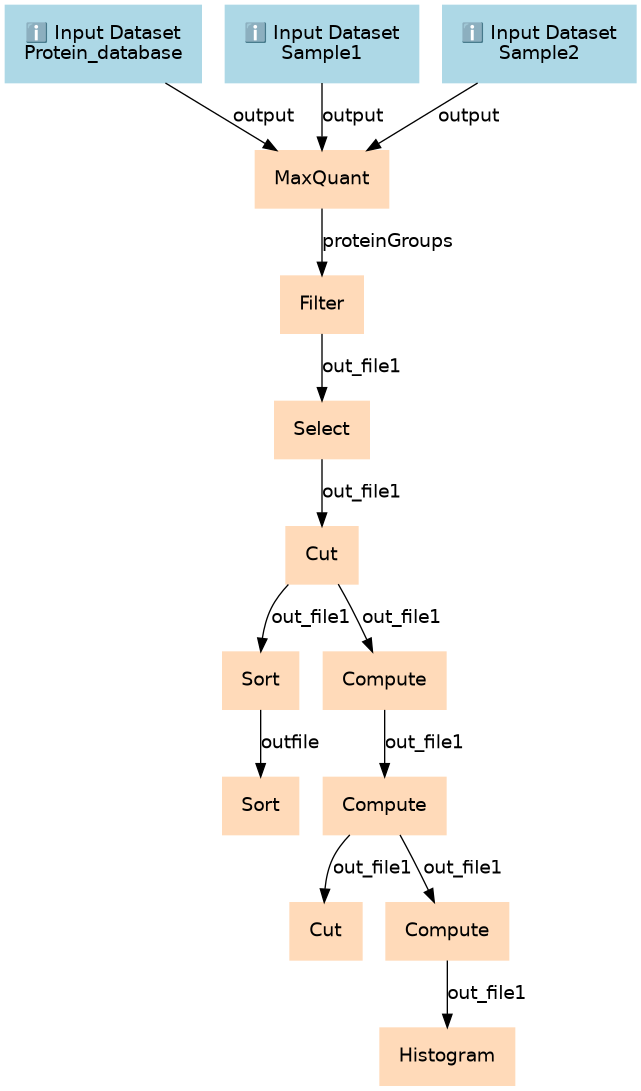 ℹ️ Input Dataset
Protein_database
ℹ️ Input Dataset
Sample1
ℹ️ Input Dataset
Sample2
output
output
output
MaxQuant
proteinGroups
Filter
out_file1
Select
out_file1
Cut
out_file1
out_file1
Sort
Compute
outfile
out_file1
Sort
Compute
out_file1
out_file1
Cut
Compute
out_file1
Histogram